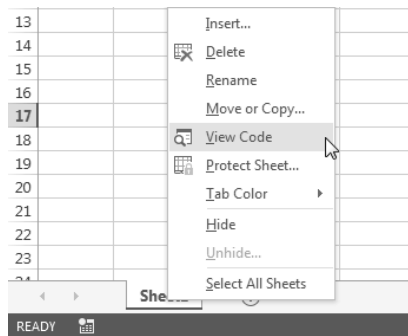 13
14
15
16
17
18
19
20
21
22
23
Insert...
Delete
Rename
Move or Copy...
View Code
Protect Sheet...
Tab Color
Hide
Unhide...
Select All Sheets
READY